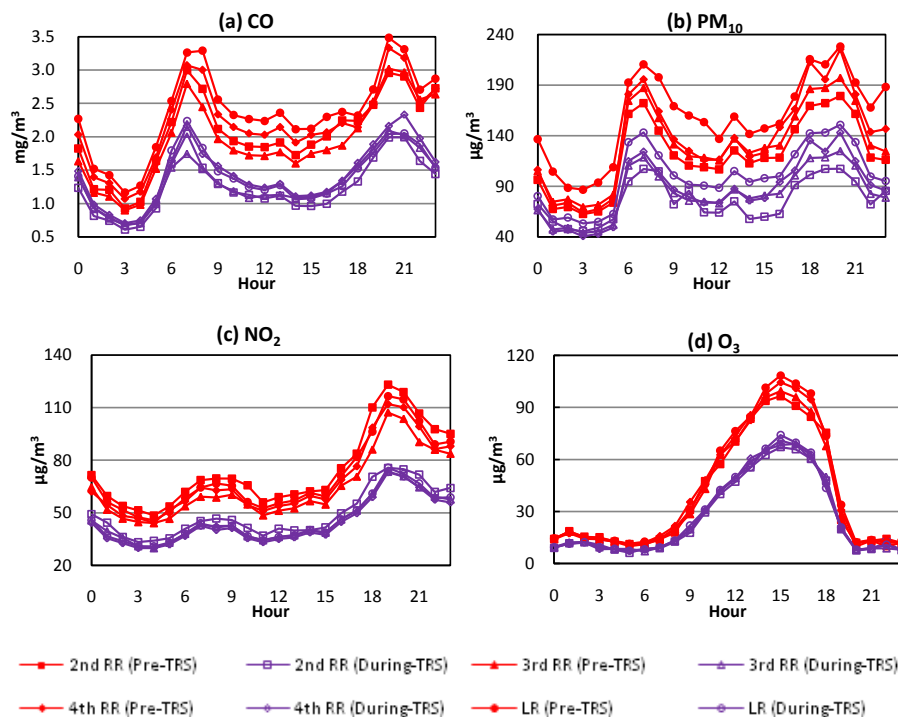 (a) CO
3.5
3.0
2.5
2.0
1.5
1.0
0.5
mg/m³
0 3 6 9 12 15 18 21
Hour
(b) PM₁₀
240
190
140
90
40
µg/m³
0 3 6 9 12 15 18 21
Hour
(c) NO₂
140
110
80
50
20
µg/m³
0 3 6 9 12 15 18 21
Hour
(d) O₃
120
90
60
30
0
µg/m³
0 3 6 9 12 15 18 21
Hour
2nd RR (Pre-TRS) 2nd RR (During-TRS) 3rd RR (Pre-TRS) 3rd RR (During-TRS)
4th RR (Pre-TRS) 4th RR (During-TRS) LR (Pre-TRS) LR (During-TRS)